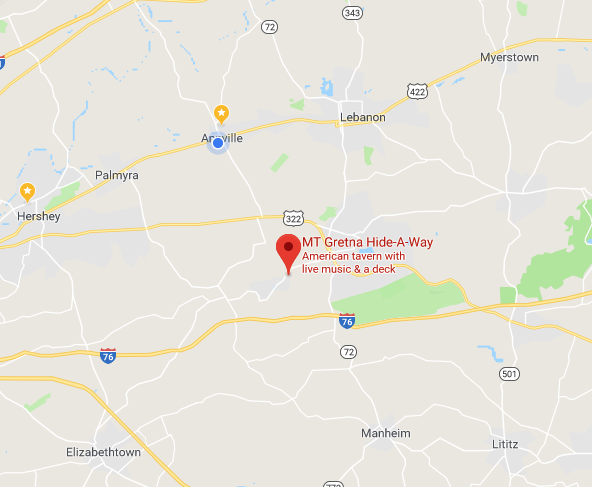 343
72
Myerstown
422
Lebanon
Annville
Palmyra
Hershey
322
MT Gretna Hide-A-Way
American tavern with
live music & a deck
76
72
76
501
Manheim
Lititz
Elizabethtown